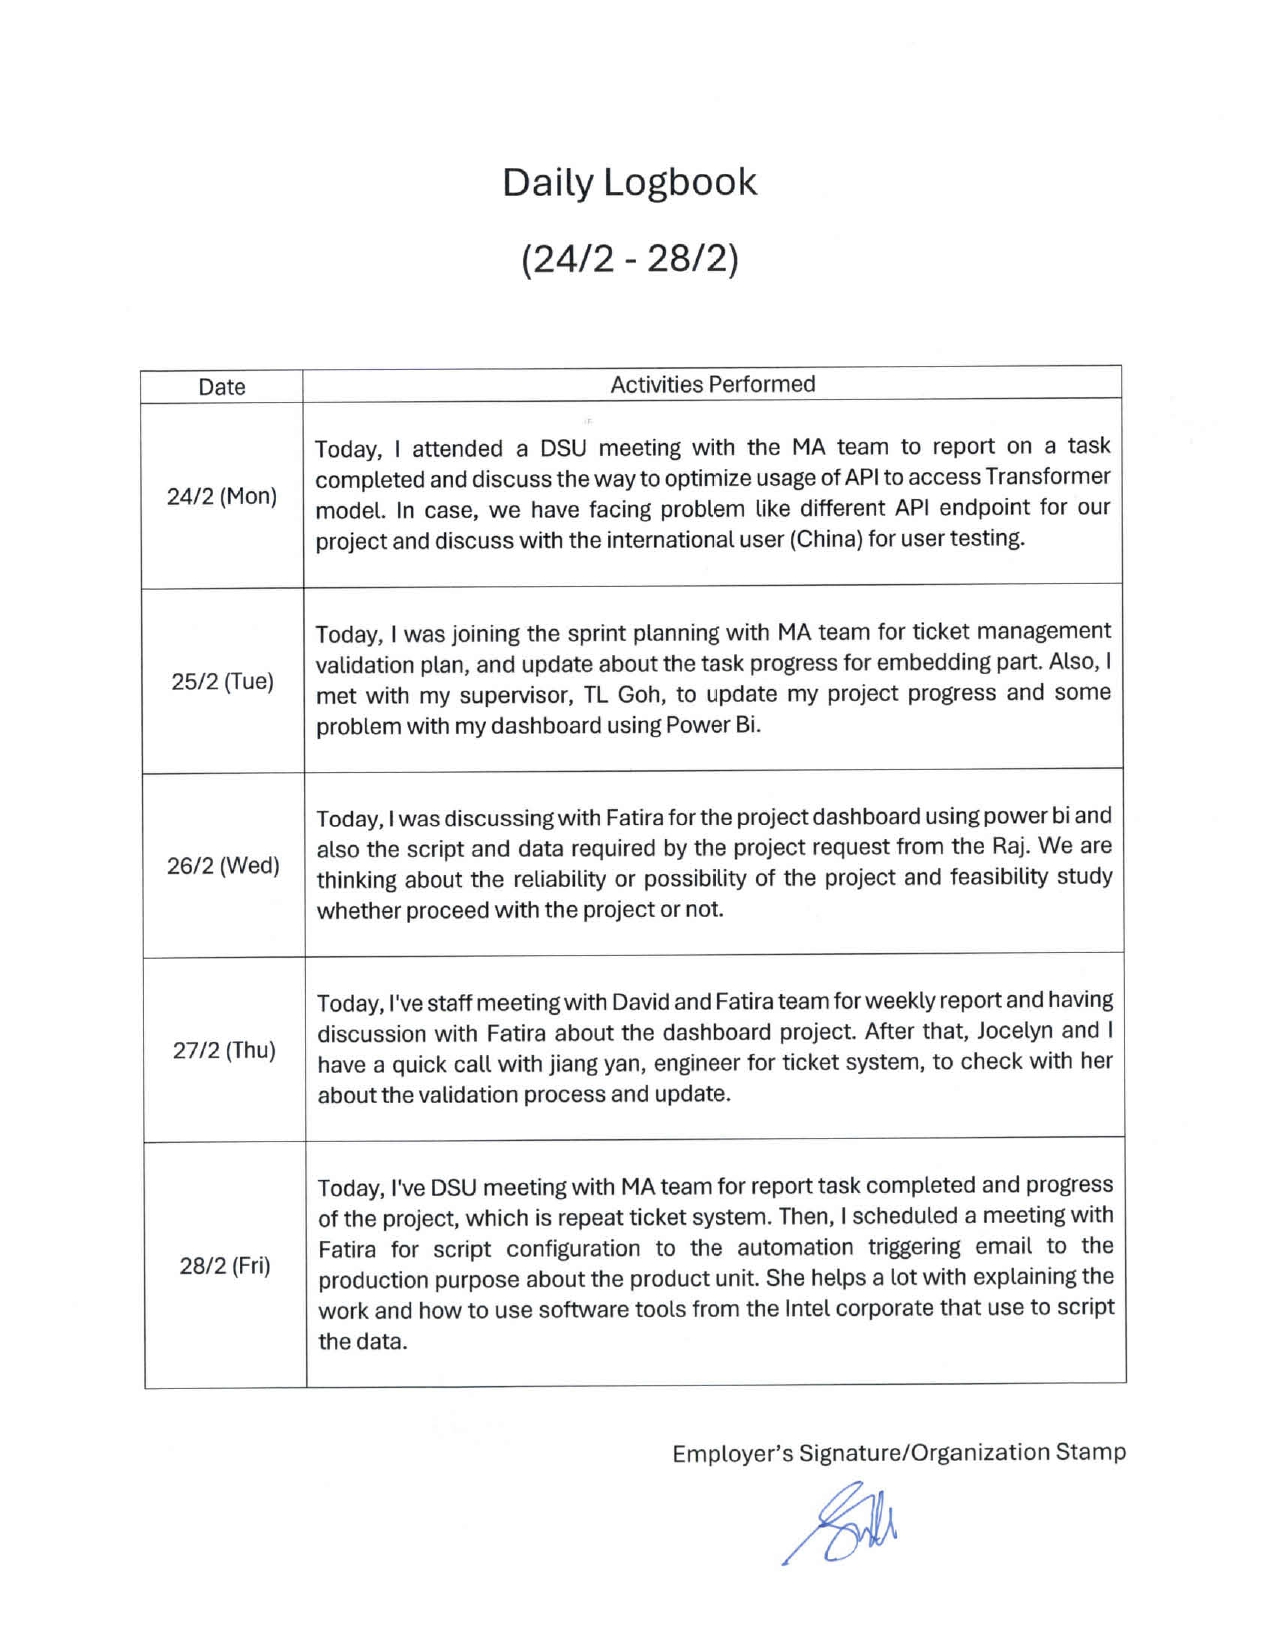 Daily Logbook
(24/2 - 28/2)
Date
Activities Performed
24/2 (Mon)
Today, I attended a DSU meeting with the MA team to report on a task
completed and discuss the way to optimize usage of API to access Transformer
model. In case, we have facing problem like different API endpoint for our
project and discuss with the international user (China) for user testing.
25/2 (Tue)
Today, I was joining the sprint planning with MA team for ticket management
validation plan, and update about the task progress for embedding part. Also, I
met with my supervisor, TL Goh, to update my project progress and some
problem with my dashboard using Power Bi.
26/2 (Wed)
Today, I was discussing with Fatira for the project dashboard using power bi and
also the script and data required by the project request from the Raj. We are
thinking about the reliability or possibility of the project and feasibility study
whether proceed with the project or not.
27/2 (Thu)
Today, I've staff meeting with David and Fatira team for weekly report and having
discussion with Fatira about the dashboard project. After that, Jocelyn and I
have a quick call with jiang yan, engineer for ticket system, to check with her
about the validation process and update.
28/2 (Fri)
Today, I've DSU meeting with MA team for report task completed and progress
of the project, which is repeat ticket system. Then, I scheduled a meeting with
Fatira for script configuration to the automation triggering email to the
production purpose about the product unit. She helps a lot with explaining the
work and how to use software tools from the Intel corporate that use to script
the data.
Employer’s Signature/Organization Stamp